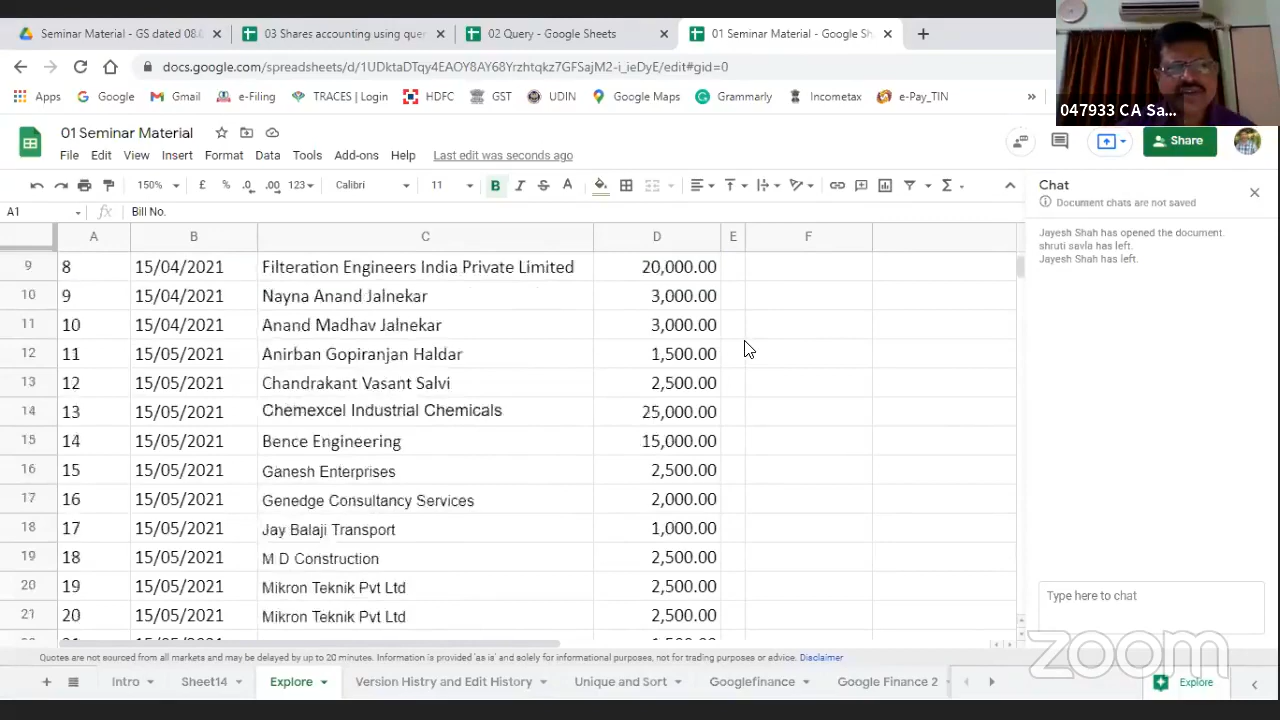 Seminar Material - GS dated 08.0
03 Shares accounting using quer
02 Query - Google Sheets
01 Seminar Material - Google Sh
docs.google.com/spreadsheets/d/1UDktaDTqy4EAOY8AY68Yrzhtqkz7GFSajM2-i_ieDyE/edit#gid=0
Apps Google Gmail e-Filing TRACES | Login HDFC GST UDIN Google Maps Grammarly Incometax e-Pay_TIN »
047933 CA Sa...
01 Seminar Material
Share
File Edit View Insert Format Data Tools Add-ons Help Last edit was seconds ago
150% £ % .0 .00 123 Calibri 11 B I S A Σ
Chat
Document chats are not saved
A1 fx Bill No.
Jayesh Shah has opened the document.
shruti savla has left.
Jayesh Shah has left.
A B C D E F
9 8 15/04/2021 Filteration Engineers India Private Limited 20,000.00
10 9 15/04/2021 Nayna Anand Jalnekar 3,000.00
11 10 15/04/2021 Anand Madhav Jalnekar 3,000.00
12 11 15/05/2021 Anirban Gopiranjan Haldar 1,500.00
13 12 15/05/2021 Chandrakant Vasant Salvi 2,500.00
14 13 15/05/2021 Chemexcel Industrial Chemicals 25,000.00
15 14 15/05/2021 Bence Engineering 15,000.00
16 15 15/05/2021 Ganesh Enterprises 2,500.00
17 16 15/05/2021 Genedge Consultancy Services 2,000.00
18 17 15/05/2021 Jay Balaji Transport 1,000.00
19 18 15/05/2021 M D Construction 2,500.00
20 19 15/05/2021 Mikron Teknik Pvt Ltd 2,500.00
21 20 15/05/2021 Mikron Teknik Pvt Ltd 2,500.00
Type here to chat
zoom
Quotes are not sourced from all markets and may be delayed by up to 20 minutes. Information is provided 'as is' and solely for informational purposes, not for trading purposes or advice. Disclaimer
Intro Sheet14 Explore Version Histry and Edit History Unique and Sort Googlefinance Google Finance 2
Explore